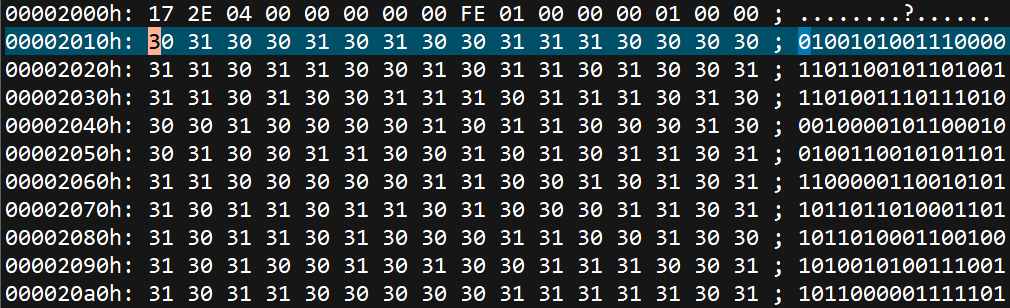 00002000h: 17 2E 04 00 00 00 00 00 FE 01 00 00 00 01 00 00 ; ........?......
00002010h: 30 31 30 30 31 30 31 30 30 31 31 31 30 30 30 30 ; 0100101001110000
00002020h: 31 31 30 31 31 30 30 31 30 31 31 30 31 30 30 31 ; 1101100101101001
00002030h: 31 31 30 31 30 30 31 31 31 30 31 31 31 30 31 30 ; 1101001110111010
00002040h: 30 30 31 30 30 30 30 31 30 31 31 30 30 30 31 30 ; 0010000101100010
00002050h: 30 31 30 30 31 31 30 30 31 30 31 30 31 31 30 31 ; 0100110010101101
00002060h: 31 31 30 30 30 30 30 31 31 30 30 31 30 31 30 31 ; 1100000110010101
00002070h: 31 30 31 31 30 31 31 30 31 30 30 30 31 31 30 31 ; 1011011010001101
00002080h: 31 30 31 31 30 31 30 30 30 31 31 30 30 31 30 30 ; 1011010001100100
00002090h: 31 30 31 30 30 31 30 31 30 30 31 31 31 30 30 31 ; 1010010100111001
000020a0h: 31 30 31 31 30 30 30 30 30 31 31 31 31 31 30 31 ; 1011000001111101